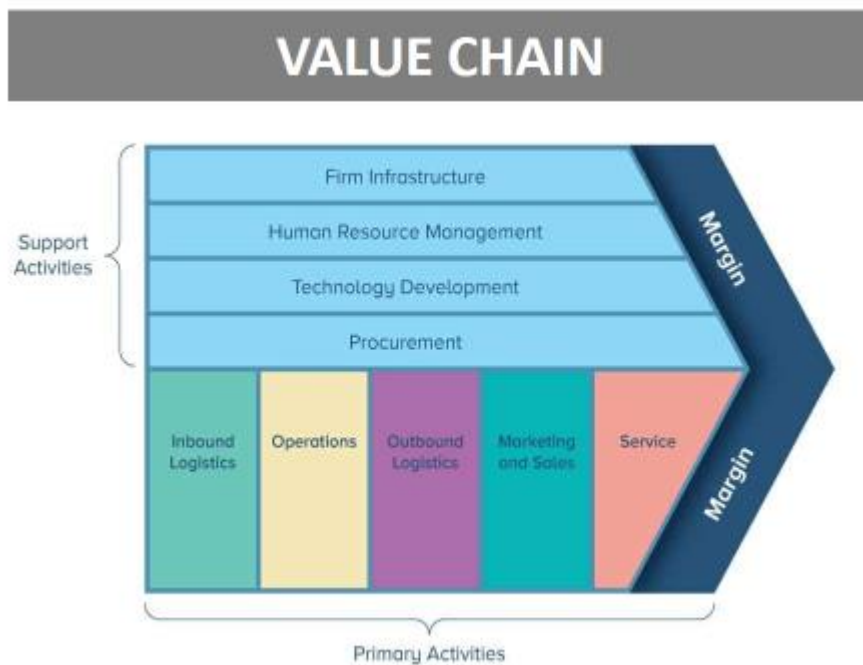 VALUE CHAIN
Support
Activities
Firm Infrastructure
Human Resource Management
Technology Development
Procurement
Margin
Inbound
Logistics
Operations
Outbound
Logistics
Marketing
and Sales
Service
Margin
Primary Activities